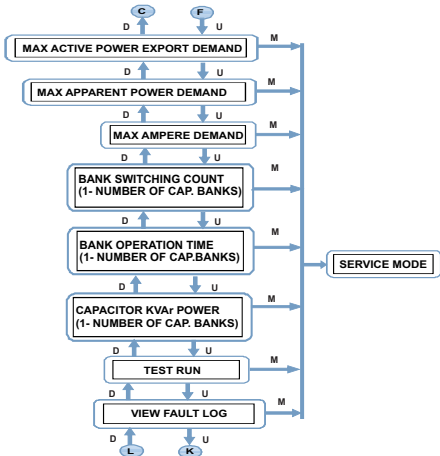 C F
D U
MAX ACTIVE POWER EXPORT DEMAND M
D U
MAX APPARENT POWER DEMAND M
D U
MAX AMPERE DEMAND M
D U
BANK SWITCHING COUNT
(1- NUMBER OF CAP. BANKS) M
D U
BANK OPERATION TIME
(1- NUMBER OF CAP.BANKS) M
SERVICE MODE
D U
CAPACITOR KVAr POWER
(1- NUMBER OF CAP. BANKS) M
D U
TEST RUN M
D U
VIEW FAULT LOG M
D U
L K